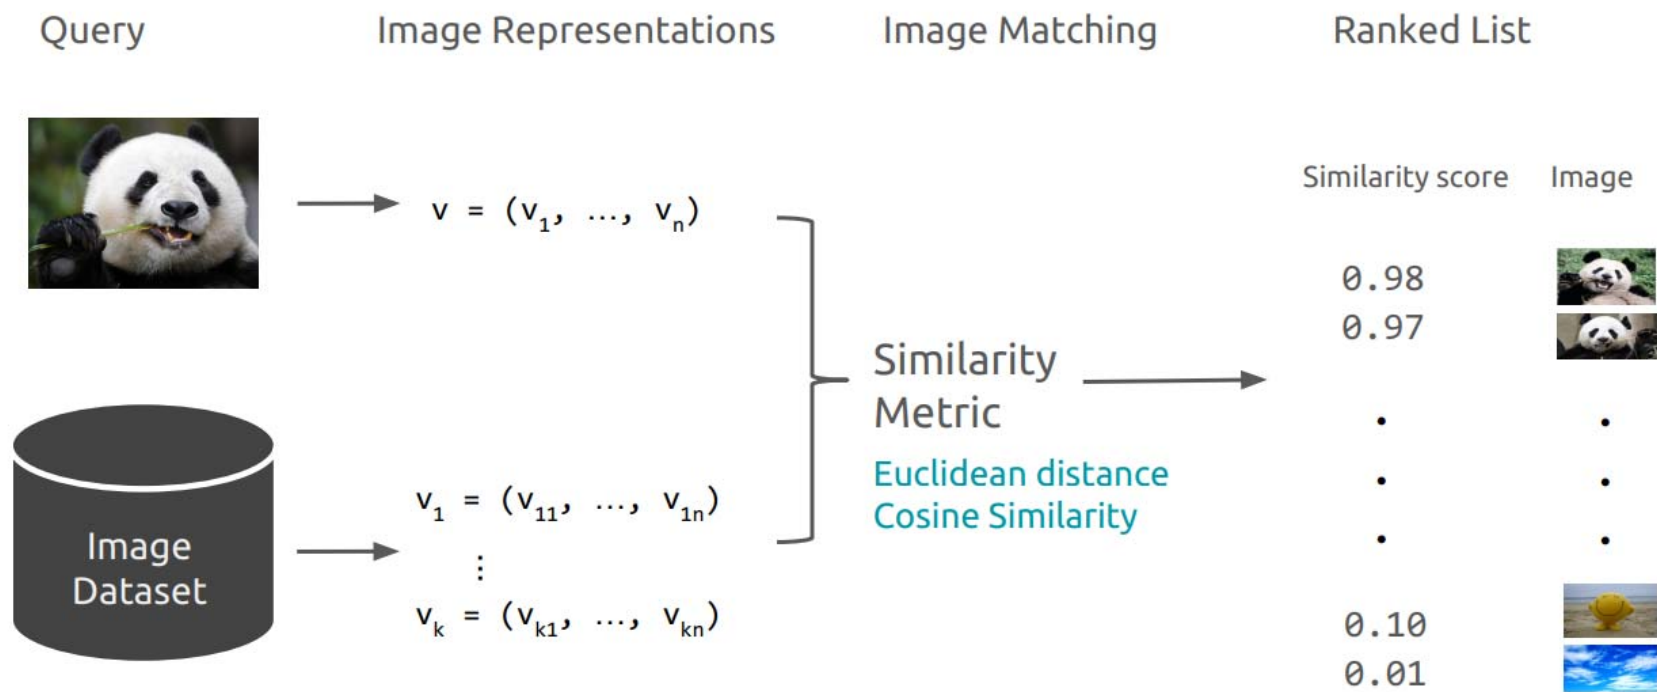 Query
Image Representations
Image Matching
Ranked List
Similarity score
Image
v = (v₁, ..., vₙ)
0.98
0.97
Similarity
Metric
Euclidean distance
Cosine Similarity
Image
Dataset
v₁ = (v₁₁, ..., v₁ₙ)
⋮
vₖ = (vₖ₁, ..., vₖₙ)
0.10
0.01